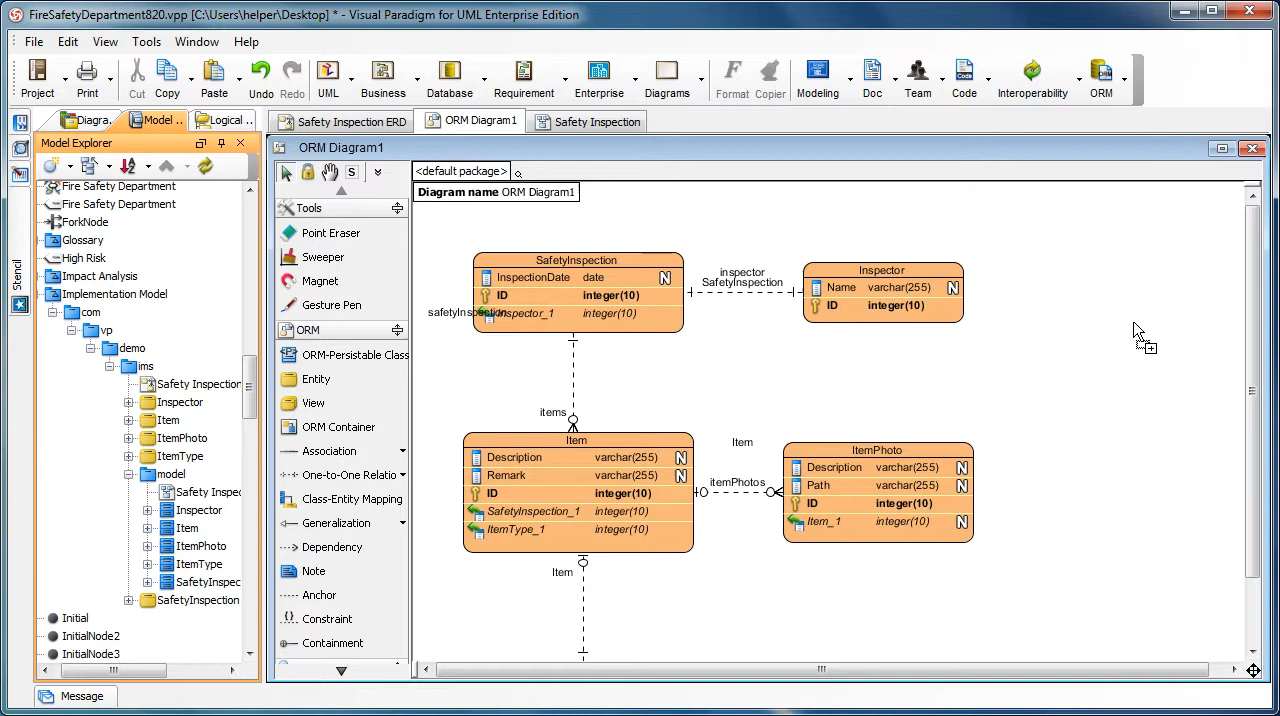 FireSafetyDepartment820.vpp [C:\Users\helper\Desktop] * - Visual Paradigm for UML Enterprise Edition
File Edit View Tools Window Help
Project Print Cut Copy Paste Undo Redo UML Business Database Requirement Enterprise Diagrams Format Copier Modeling Doc Team Code Interoperability ORM
Diagra.. Model .. Logical ..
Safety Inspection ERD ORM Diagram1 Safety Inspection
Model Explorer
Stencil
Fire Safety Department
Fire Safety Department
ForkNode
Glossary
High Risk
Impact Analysis
Implementation Model
com
vp
demo
ims
Safety Inspection
Inspector
Item
ItemPhoto
ItemType
model
Safety Inspec
Inspector
Item
ItemPhoto
ItemType
SafetyInspec
SafetyInspection
Initial
InitialNode2
InitialNode3
Message
ORM Diagram1
S
Tools
Point Eraser
Sweeper
Magnet
Gesture Pen
ORM
ORM-Persistable Class
Entity
View
ORM Container
Association
One-to-One Relatio
Class-Entity Mapping
Generalization
Dependency
Note
Anchor
Constraint
Containment
<default package>
Diagram name ORM Diagram1
SafetyInspection
InspectionDate date N
ID integer(10)
Inspector_1 integer(10)
safetyInspection
inspector
SafetyInspection
Inspector
Name varchar(255) N
ID integer(10)
items
Item
Description varchar(255) N
Remark varchar(255) N
ID integer(10)
SafetyInspection_1 integer(10)
ItemType_1 integer(10)
Item
itemPhotos
ItemPhoto
Description varchar(255) N
Path varchar(255) N
ID integer(10)
Item_1 integer(10) N
Item